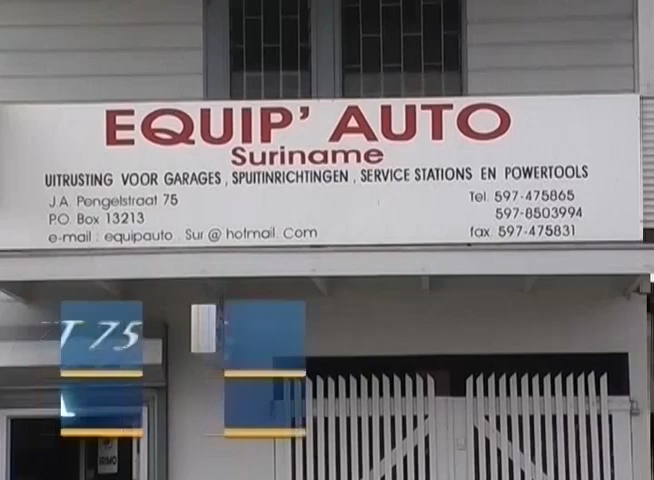 EQUIP' AUTO
Suriname
UITRUSTING VOOR GARAGES , SPUITINRICHTINGEN , SERVICE STATIONS EN POWERTOOLS
J.A. Pengelstraat 75
P.O. Box 13213
e-mail : equipauto . Sur @ hotmail. Com
Tel. 597-475865
597-8503994
fax. 597-475831
T 75